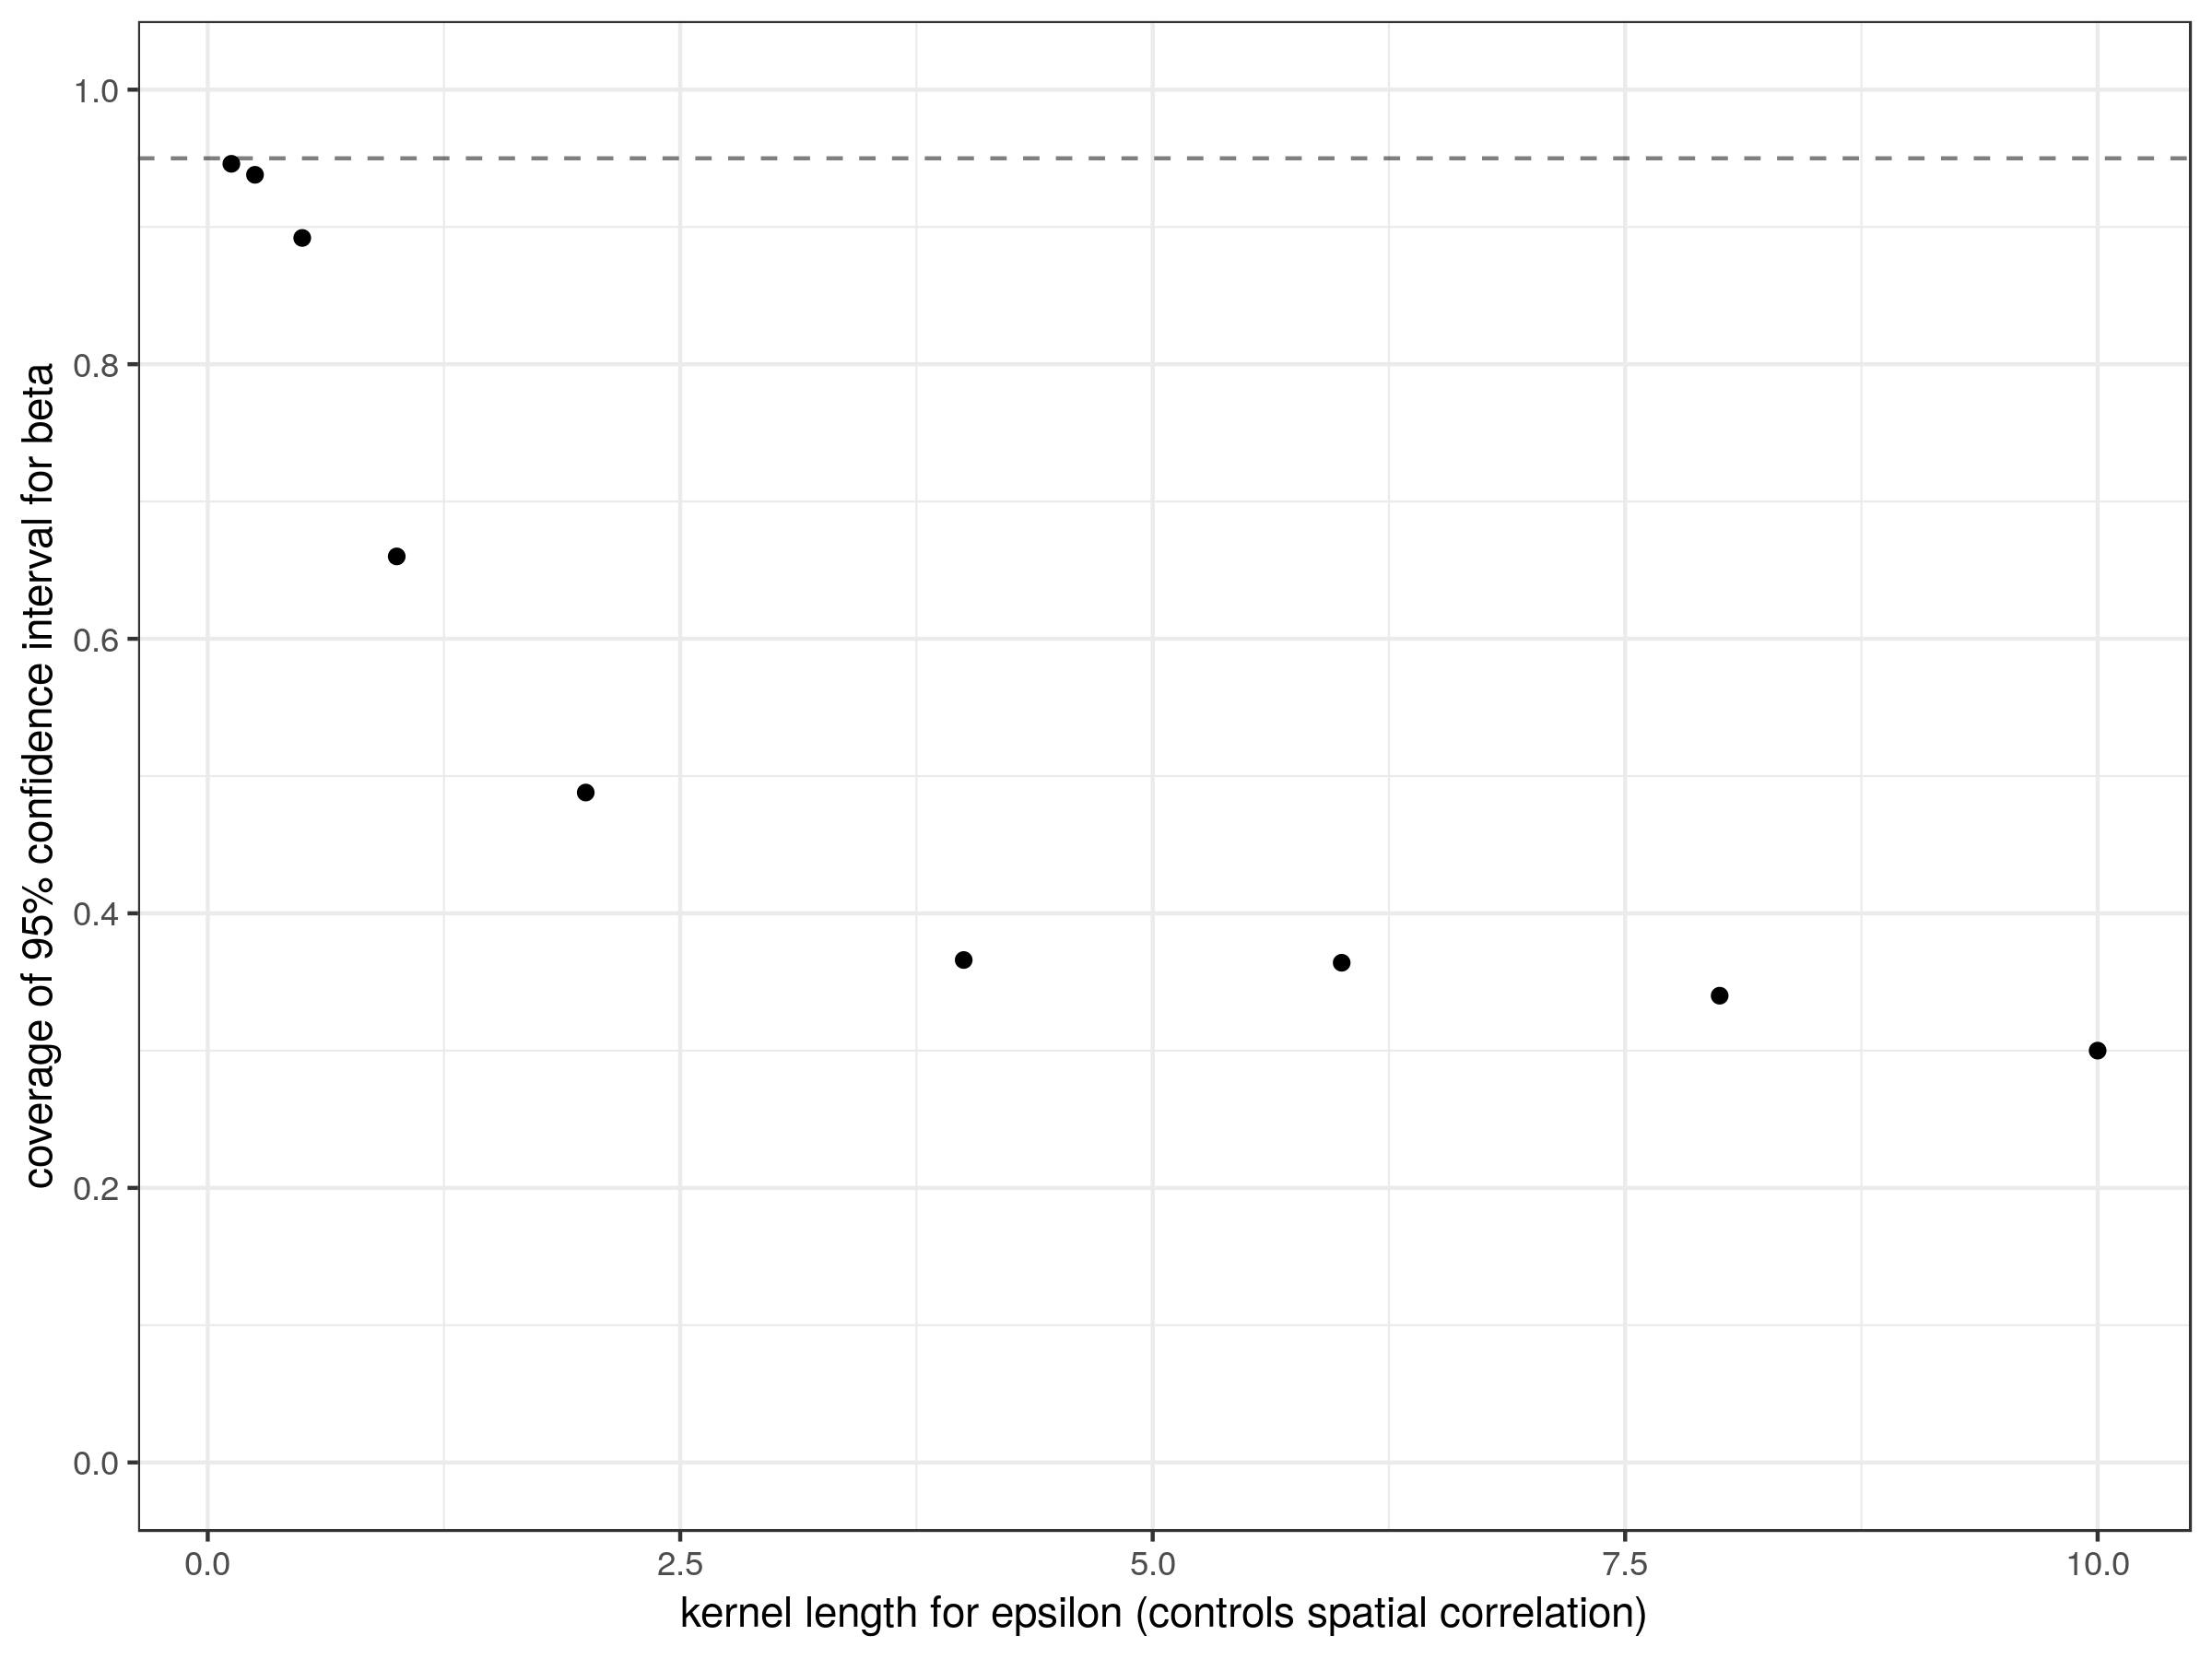 coverage of 95% confidence interval for beta
1.0
0.8
0.6
0.4
0.2
0.0
0.0 2.5 5.0 7.5 10.0
kernel length for epsilon (controls spatial correlation)